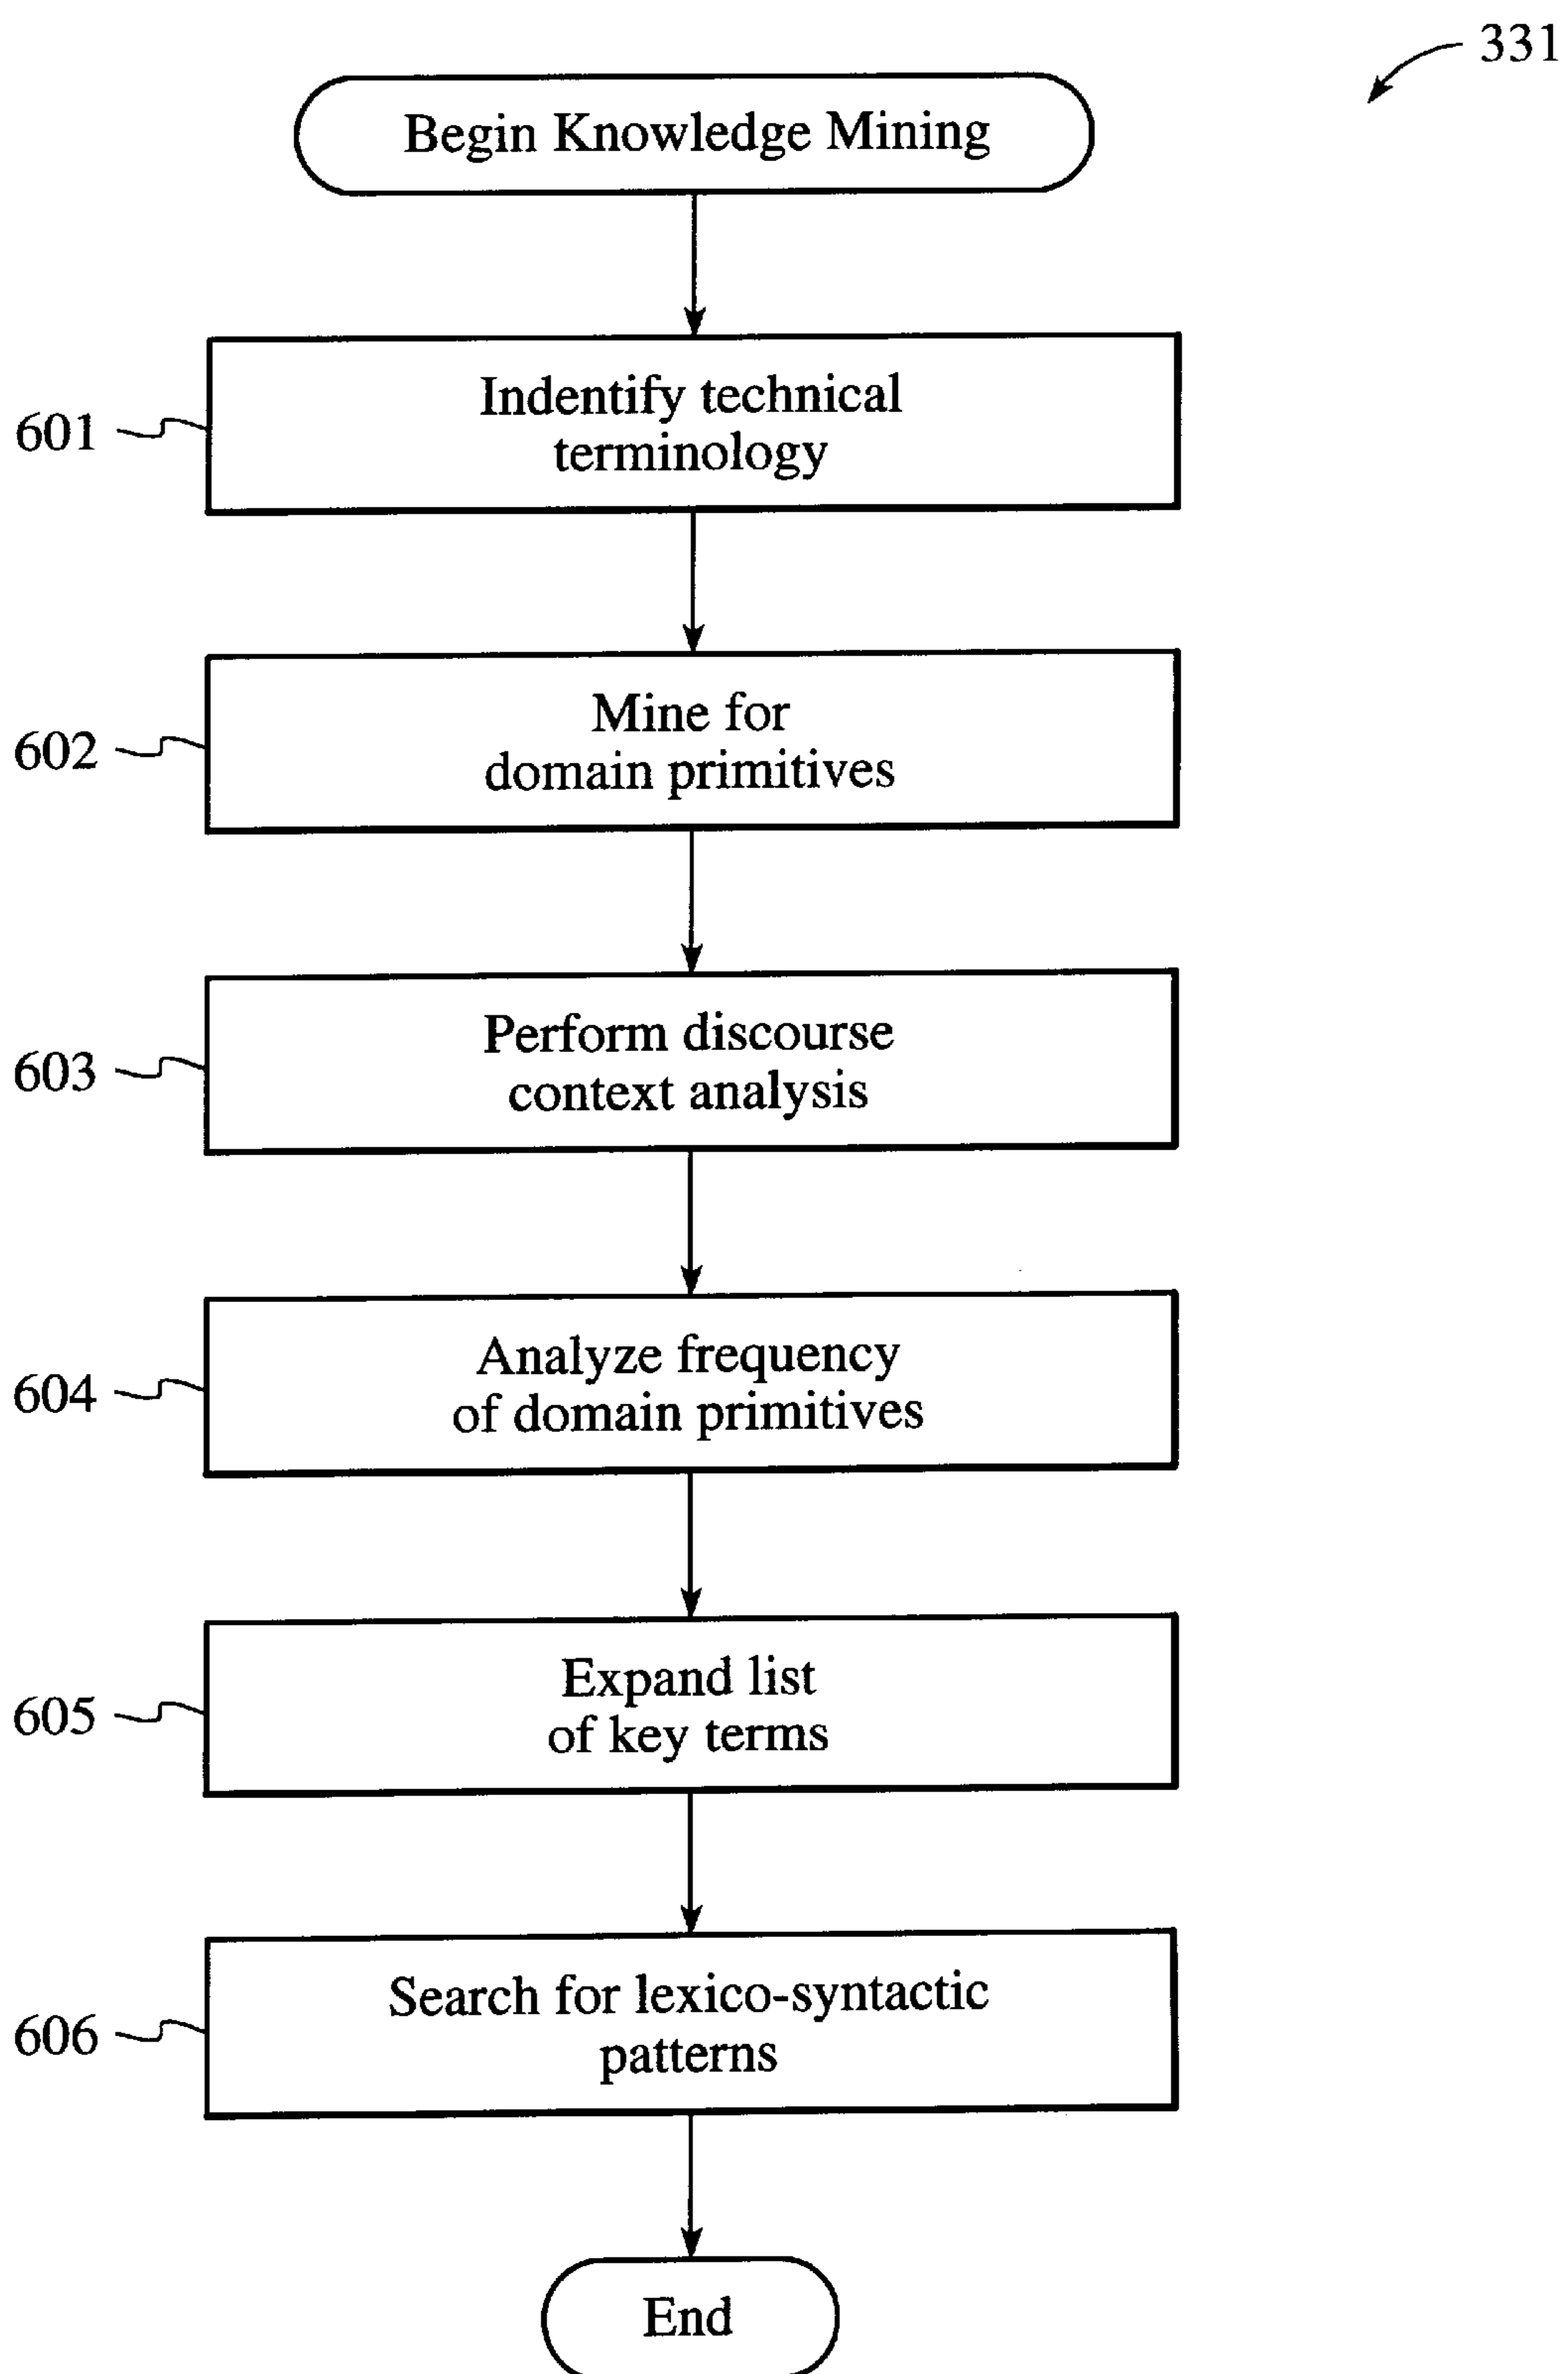 331
Begin Knowledge Mining
601
Indentify technical
terminology
602
Mine for
domain primitives
603
Perform discourse
context analysis
604
Analyze frequency
of domain primitives
605
Expand list
of key terms
606
Search for lexico-syntactic
patterns
End